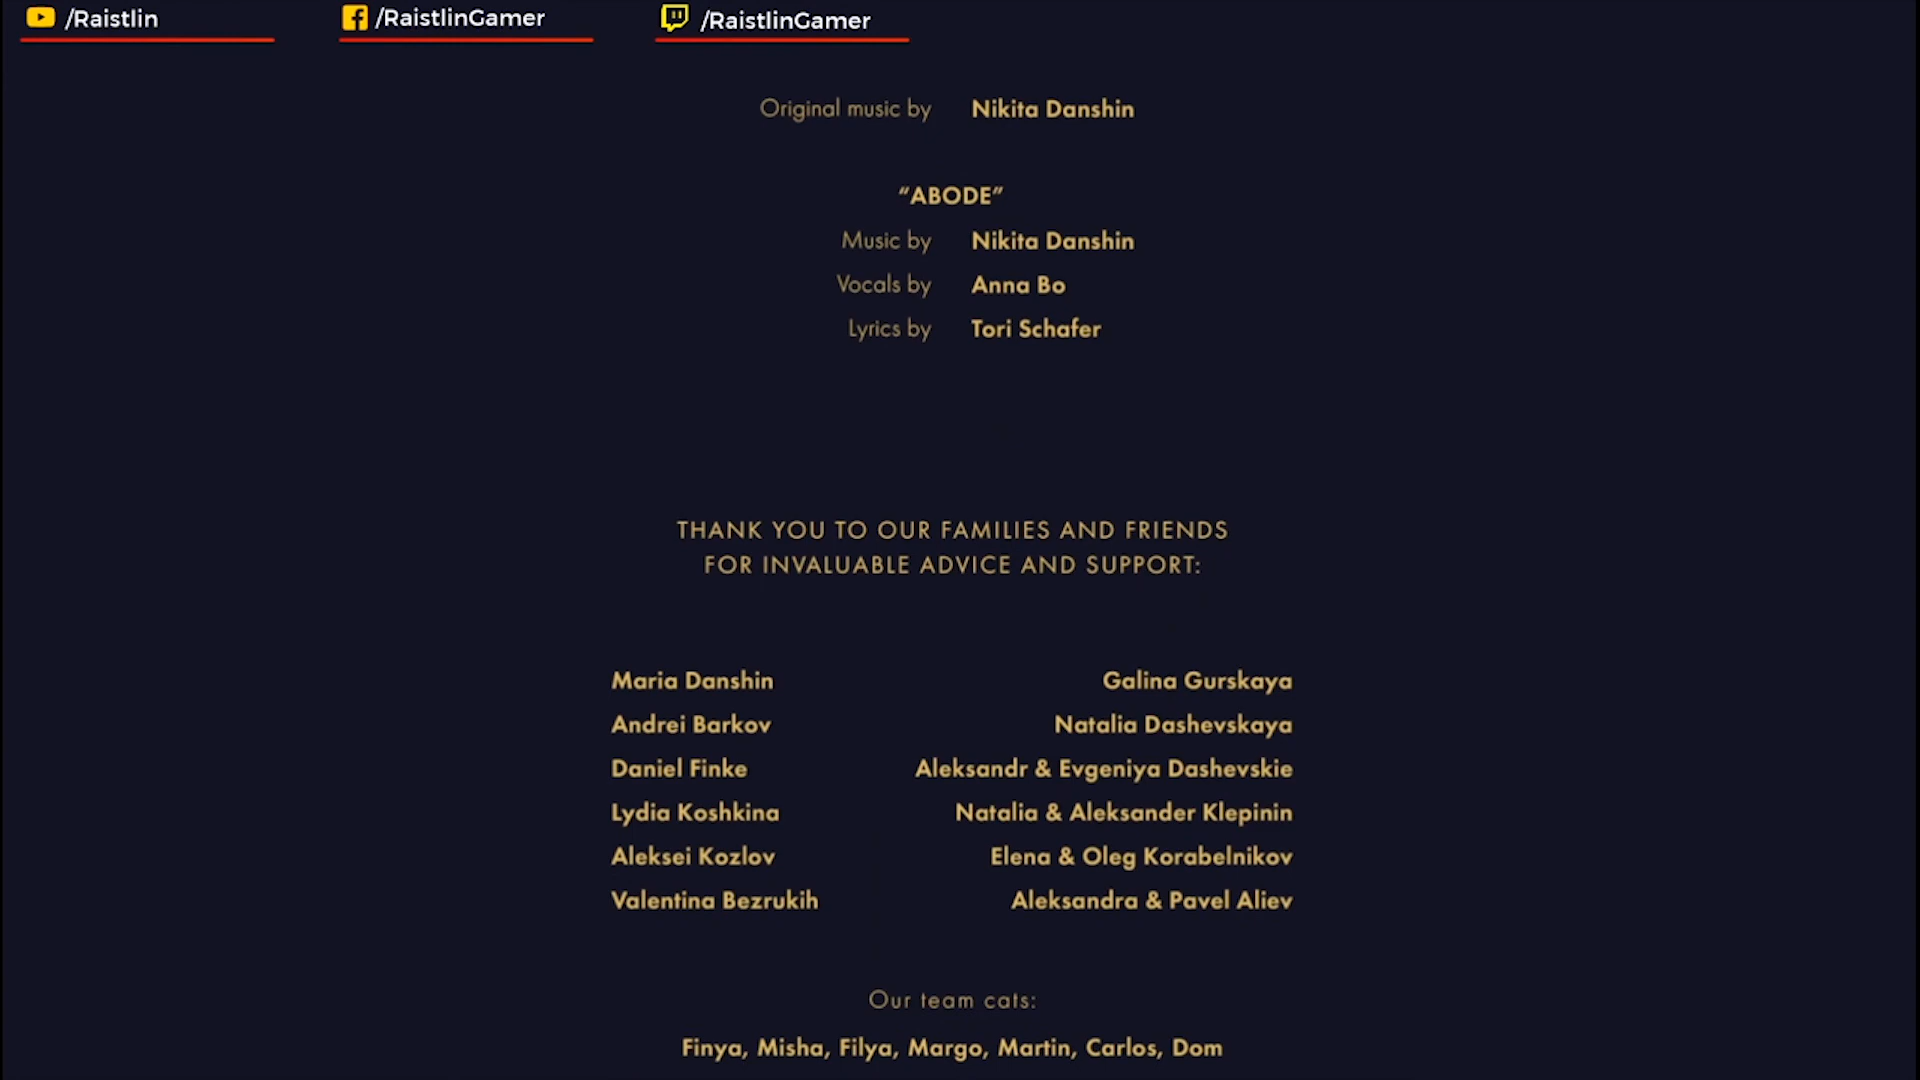 /Raistlin /RaistlinGamer /RaistlinGamer
Original music by Nikita Danshin
“ABODE”
Music by Nikita Danshin
Vocals by Anna Bo
Lyrics by Tori Schafer
THANK YOU TO OUR FAMILIES AND FRIENDS
FOR INVALUABLE ADVICE AND SUPPORT:
Maria Danshin Galina Gurskaya
Andrei Barkov Natalia Dashevskaya
Daniel Finke Aleksandr & Evgeniya Dashevskie
Lydia Koshkina Natalia & Aleksander Klepinin
Aleksei Kozlov Elena & Oleg Korabelnikov
Valentina Bezrukih Aleksandra & Pavel Aliev
Our team cats:
Finya, Misha, Filya, Margo, Martin, Carlos, Dom